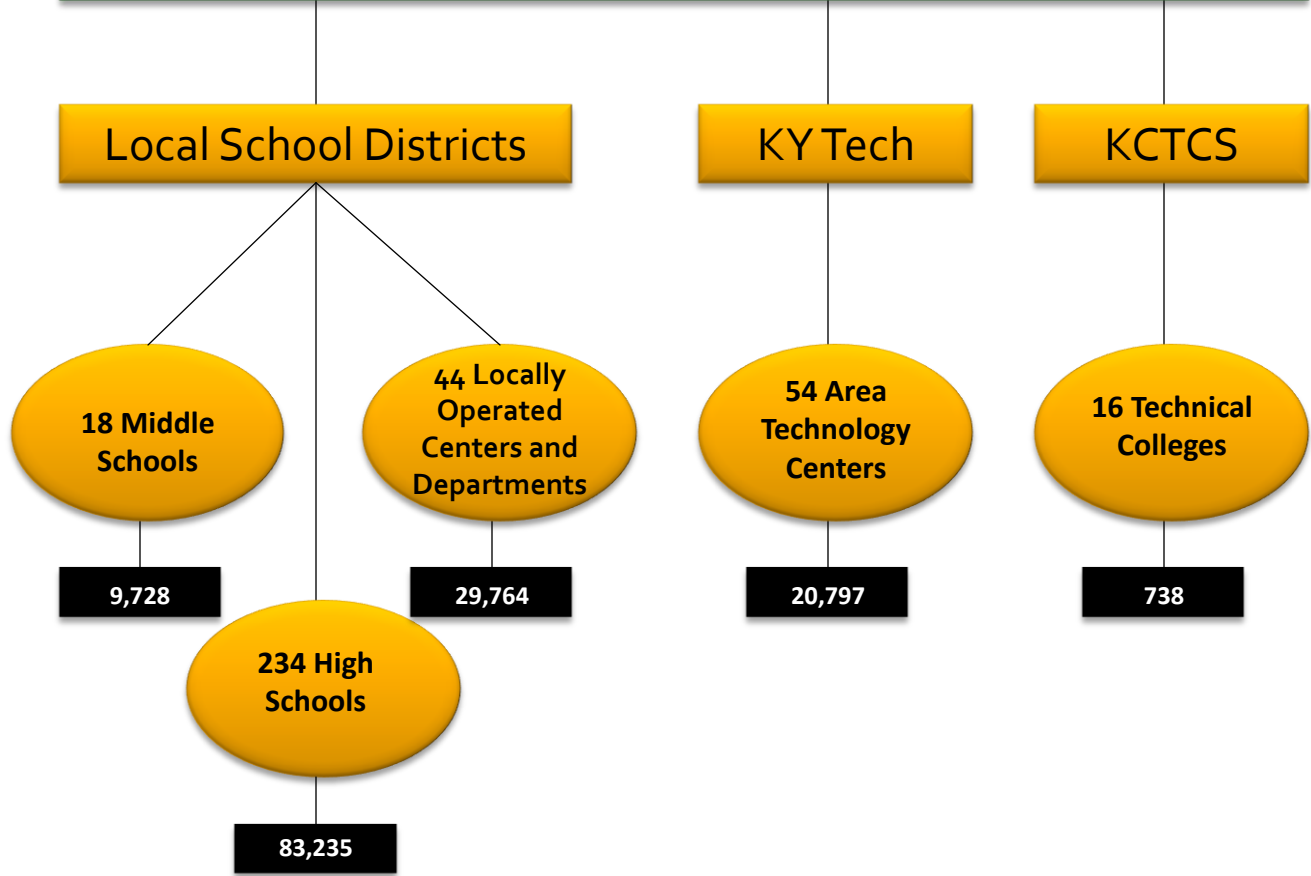 Local School Districts
KY Tech
KCTCS
18 Middle
Schools
44 Locally
Operated
Centers and
Departments
54 Area
Technology
Centers
16 Technical
Colleges
9,728
29,764
20,797
738
234 High
Schools
83,235